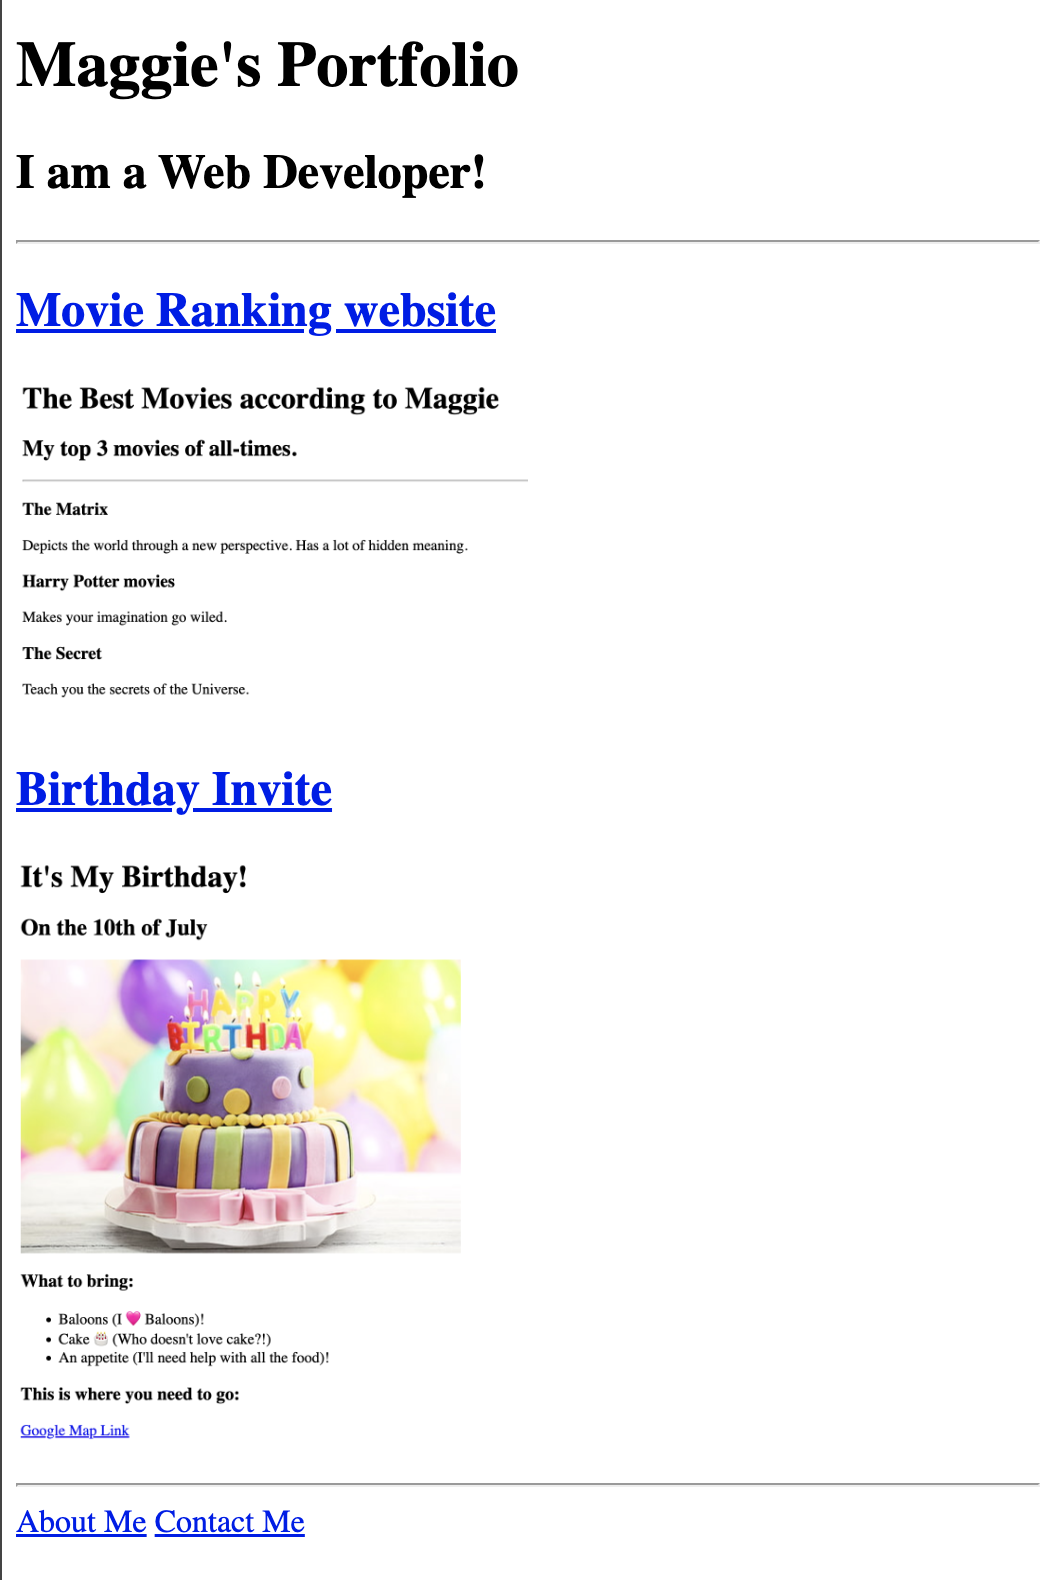 Maggie's Portfolio
I am a Web Developer!
Movie Ranking website
The Best Movies according to Maggie
My top 3 movies of all-times.
The Matrix
Depicts the world through a new perspective. Has a lot of hidden meaning.
Harry Potter movies
Makes your imagination go wiled.
The Secret
Teach you the secrets of the Universe.
Birthday Invite
It's My Birthday!
On the 10th of July
HAPPY
BIRTHDAY
What to bring:
• Baloons (I 💗 Baloons)!
• Cake 🎂 (Who doesn't love cake?!)
• An appetite (I'll need help with all the food)!
This is where you need to go:
Google Map Link
About Me Contact Me